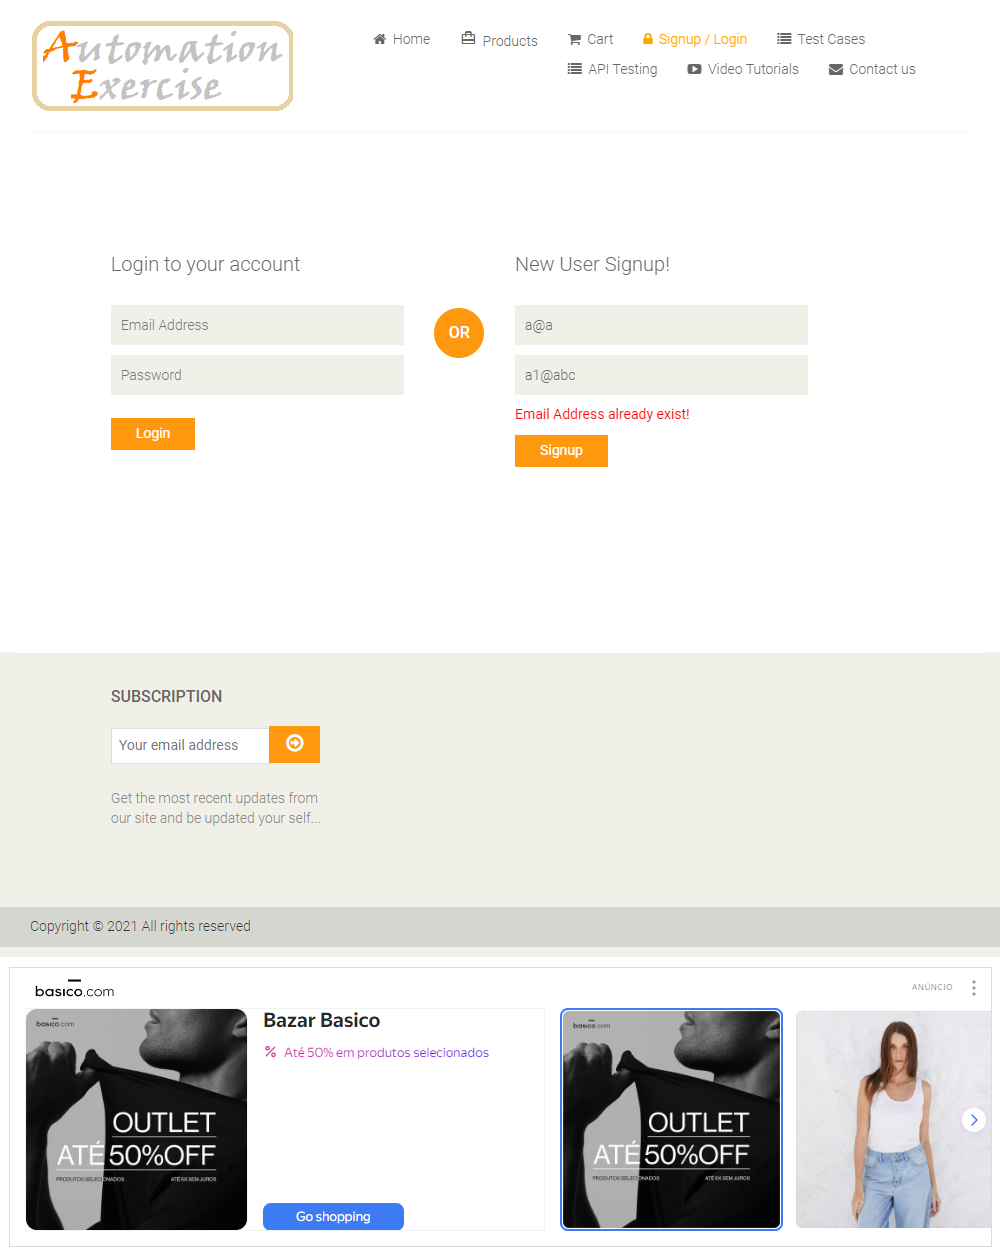 Automation
Exercise
Home
Products
Cart
Signup / Login
Test Cases
API Testing
Video Tutorials
Contact us
Login to your account
Email Address
Password
Login
OR
New User Signup!
a@a
a1@abc
Email Address already exist!
Signup
SUBSCRIPTION
Your email address
Get the most recent updates from
our site and be updated your self...
Copyright © 2021 All rights reserved
basico.com
ANÚNCIO
basico.com
OUTLET
ATÉ 50%OFF
PRODUTOS SELECIONADOS
ATÉ 6X SEM JUROS
Bazar Basico
Até 50% em produtos selecionados
Go shopping
basico.com
OUTLET
ATÉ 50%OFF
PRODUTOS SELECIONADOS
ATÉ 6X SEM JUROS